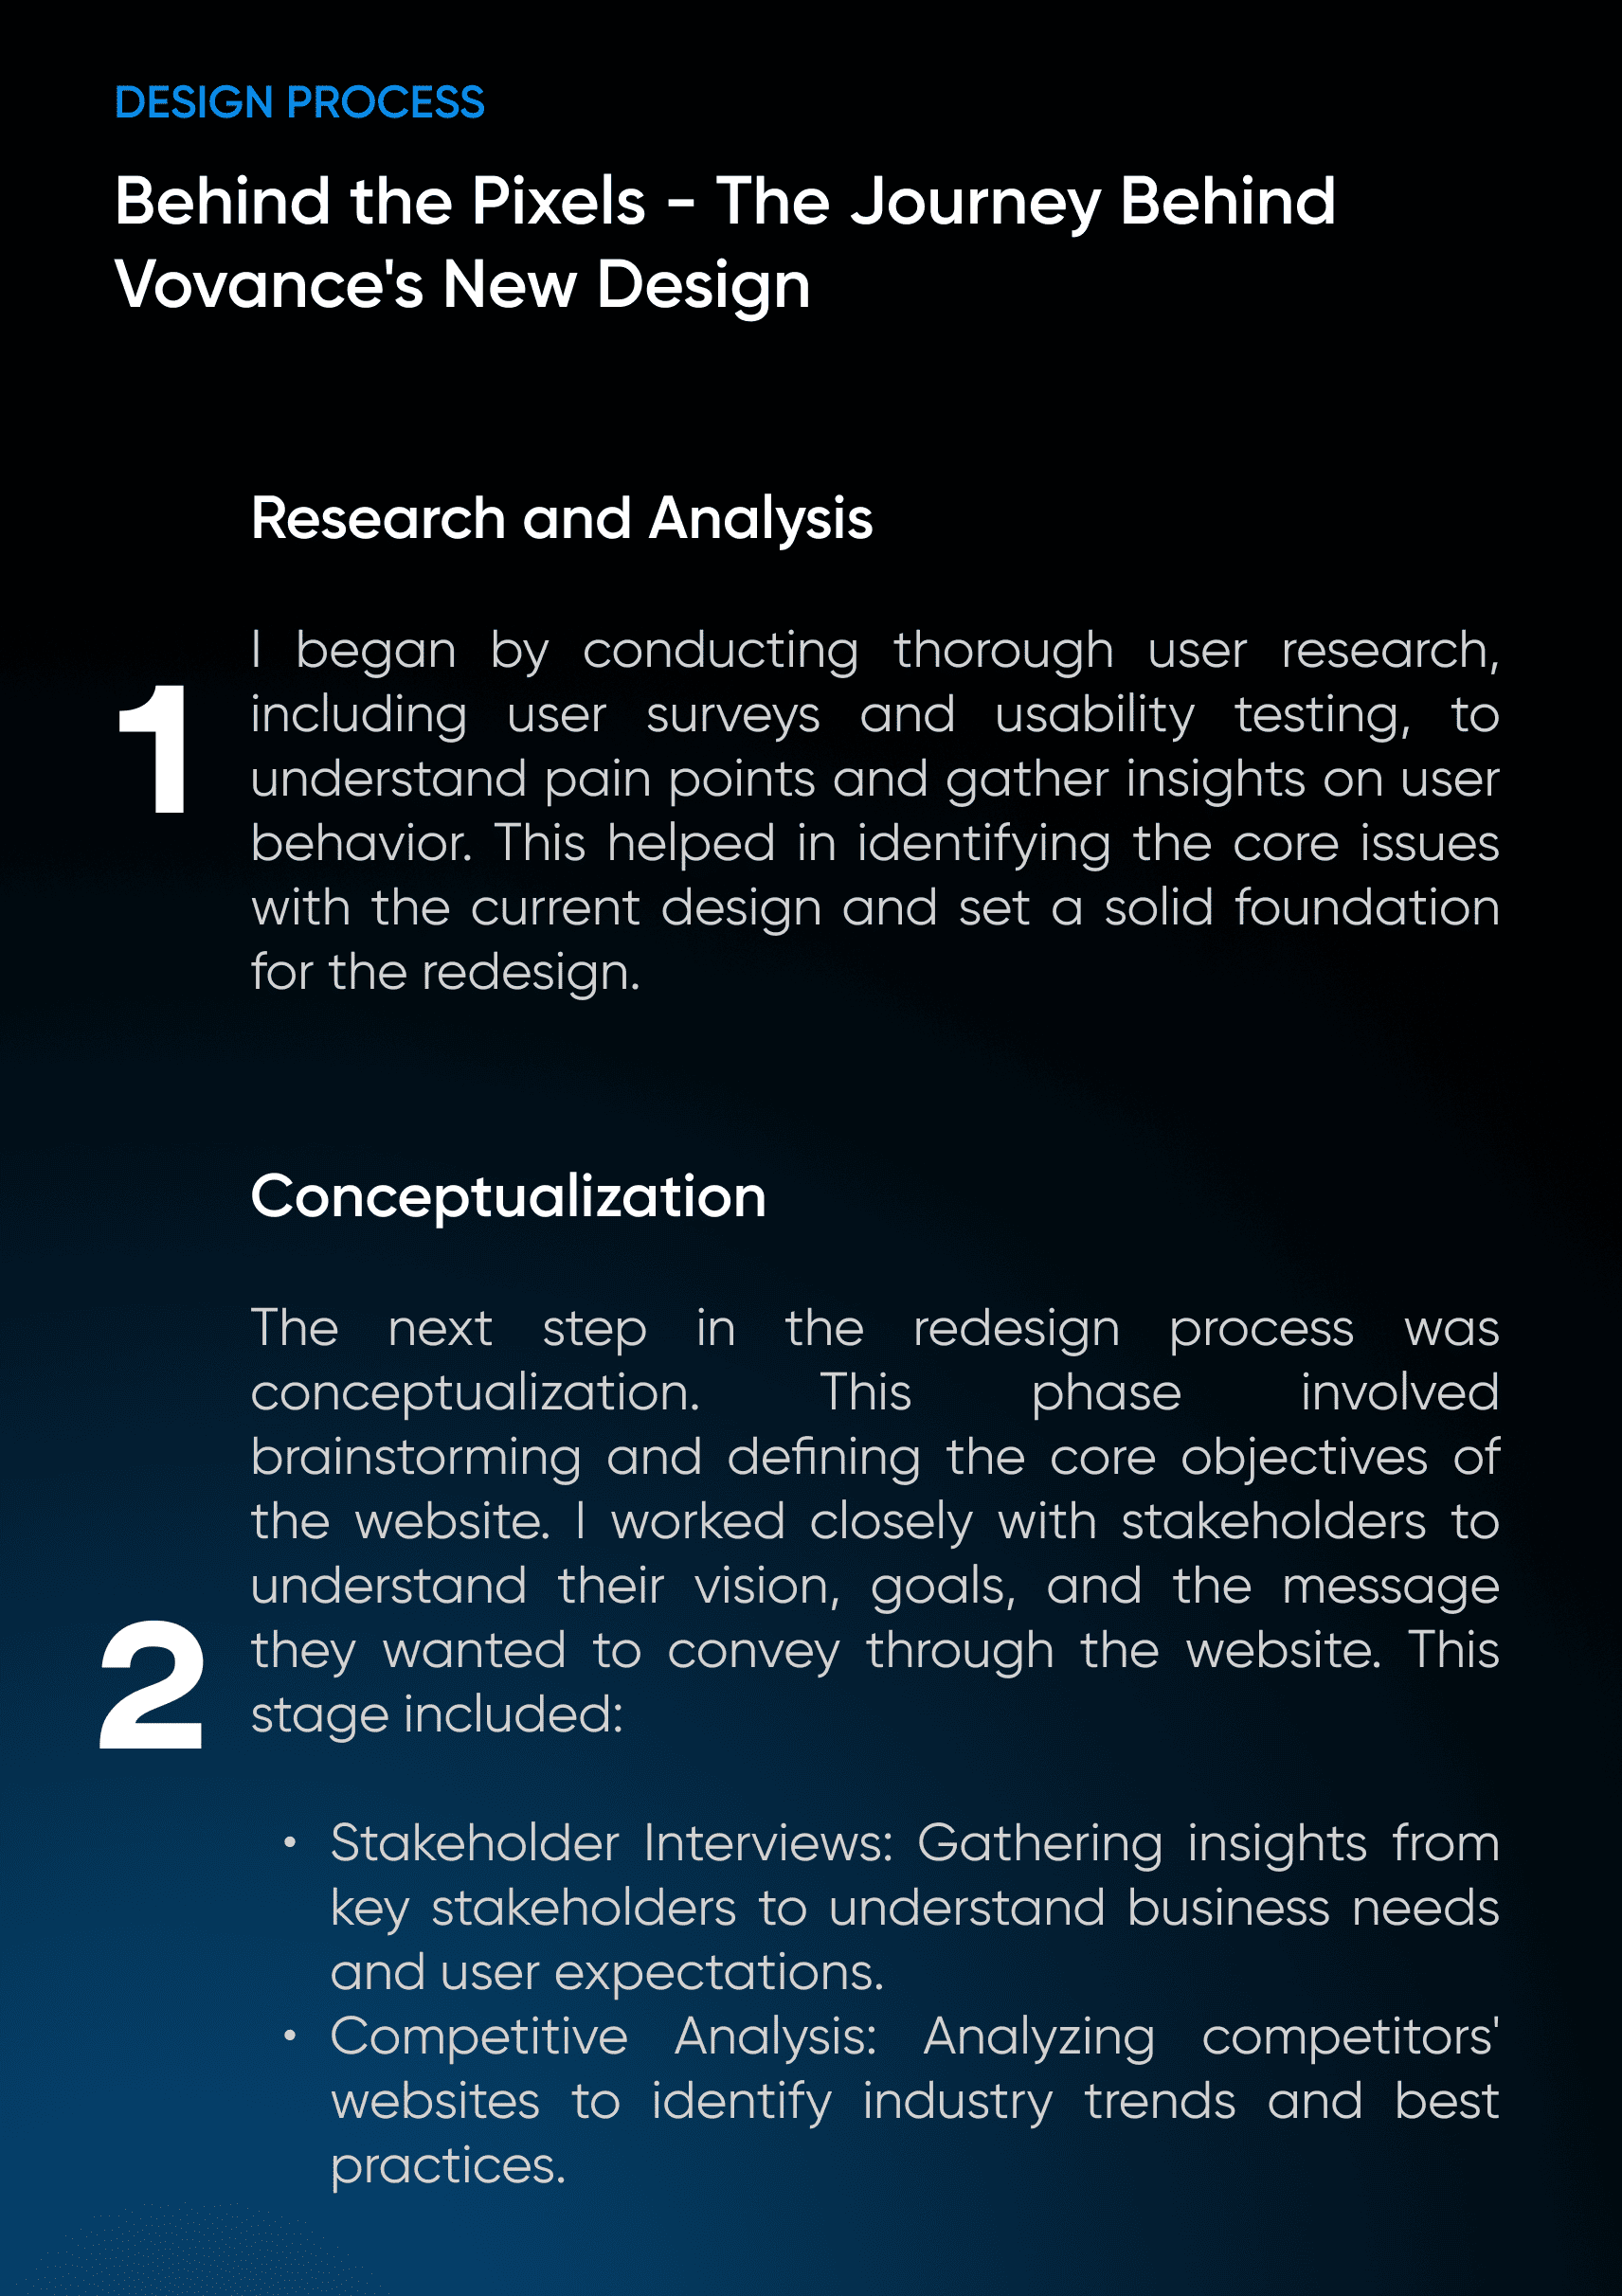 DESIGN PROCESS
Behind the Pixels - The Journey Behind
Vovance's New Design
Research and Analysis
1
I began by conducting thorough user research,
including user surveys and usability testing, to
understand pain points and gather insights on user
behavior. This helped in identifying the core issues
with the current design and set a solid foundation
for the redesign.
Conceptualization
2
The next step in the redesign process was
conceptualization. This phase involved
brainstorming and defining the core objectives of
the website. I worked closely with stakeholders to
understand their vision, goals, and the message
they wanted to convey through the website. This
stage included:
• Stakeholder Interviews: Gathering insights from
key stakeholders to understand business needs
and user expectations.
• Competitive Analysis: Analyzing competitors'
websites to identify industry trends and best
practices.